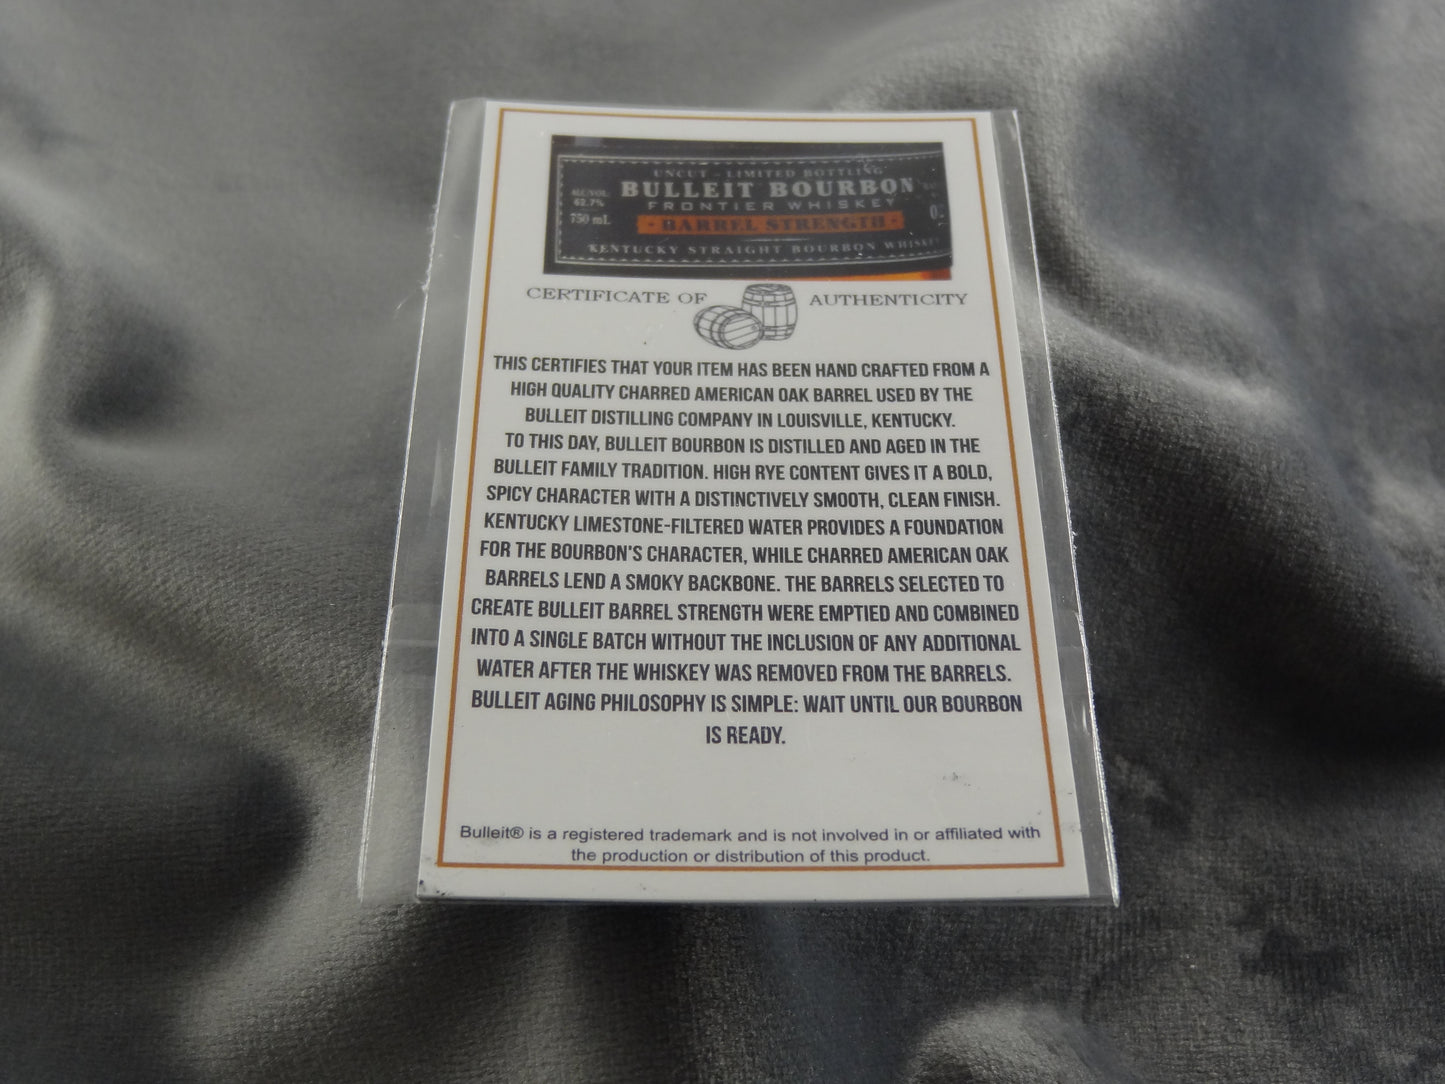 UNCUT - LIMITED BOTTLING
BULLEIT BOURBON
ALC/VOL
62.7%
FRONTIER WHISKEY
750 mL
BARREL STRENGTH
KENTUCKY STRAIGHT BOURBON WHISKEY
CERTIFICATE OF AUTHENTICITY
THIS CERTIFIES THAT YOUR ITEM HAS BEEN HAND CRAFTED FROM A
HIGH QUALITY CHARRED AMERICAN OAK BARREL USED BY THE
BULLEIT DISTILLING COMPANY IN LOUISVILLE, KENTUCKY.
TO THIS DAY, BULLEIT BOURBON IS DISTILLED AND AGED IN THE
BULLEIT FAMILY TRADITION. HIGH RYE CONTENT GIVES IT A BOLD,
SPICY CHARACTER WITH A DISTINCTIVELY SMOOTH, CLEAN FINISH.
KENTUCKY LIMESTONE-FILTERED WATER PROVIDES A FOUNDATION
FOR THE BOURBON'S CHARACTER, WHILE CHARRED AMERICAN OAK
BARRELS LEND A SMOKY BACKBONE. THE BARRELS SELECTED TO
CREATE BULLEIT BARREL STRENGTH WERE EMPTIED AND COMBINED
INTO A SINGLE BATCH WITHOUT THE INCLUSION OF ANY ADDITIONAL
WATER AFTER THE WHISKEY WAS REMOVED FROM THE BARRELS.
BULLEIT AGING PHILOSOPHY IS SIMPLE: WAIT UNTIL OUR BOURBON
IS READY.
Bulleit® is a registered trademark and is not involved in or affiliated with
the production or distribution of this product.